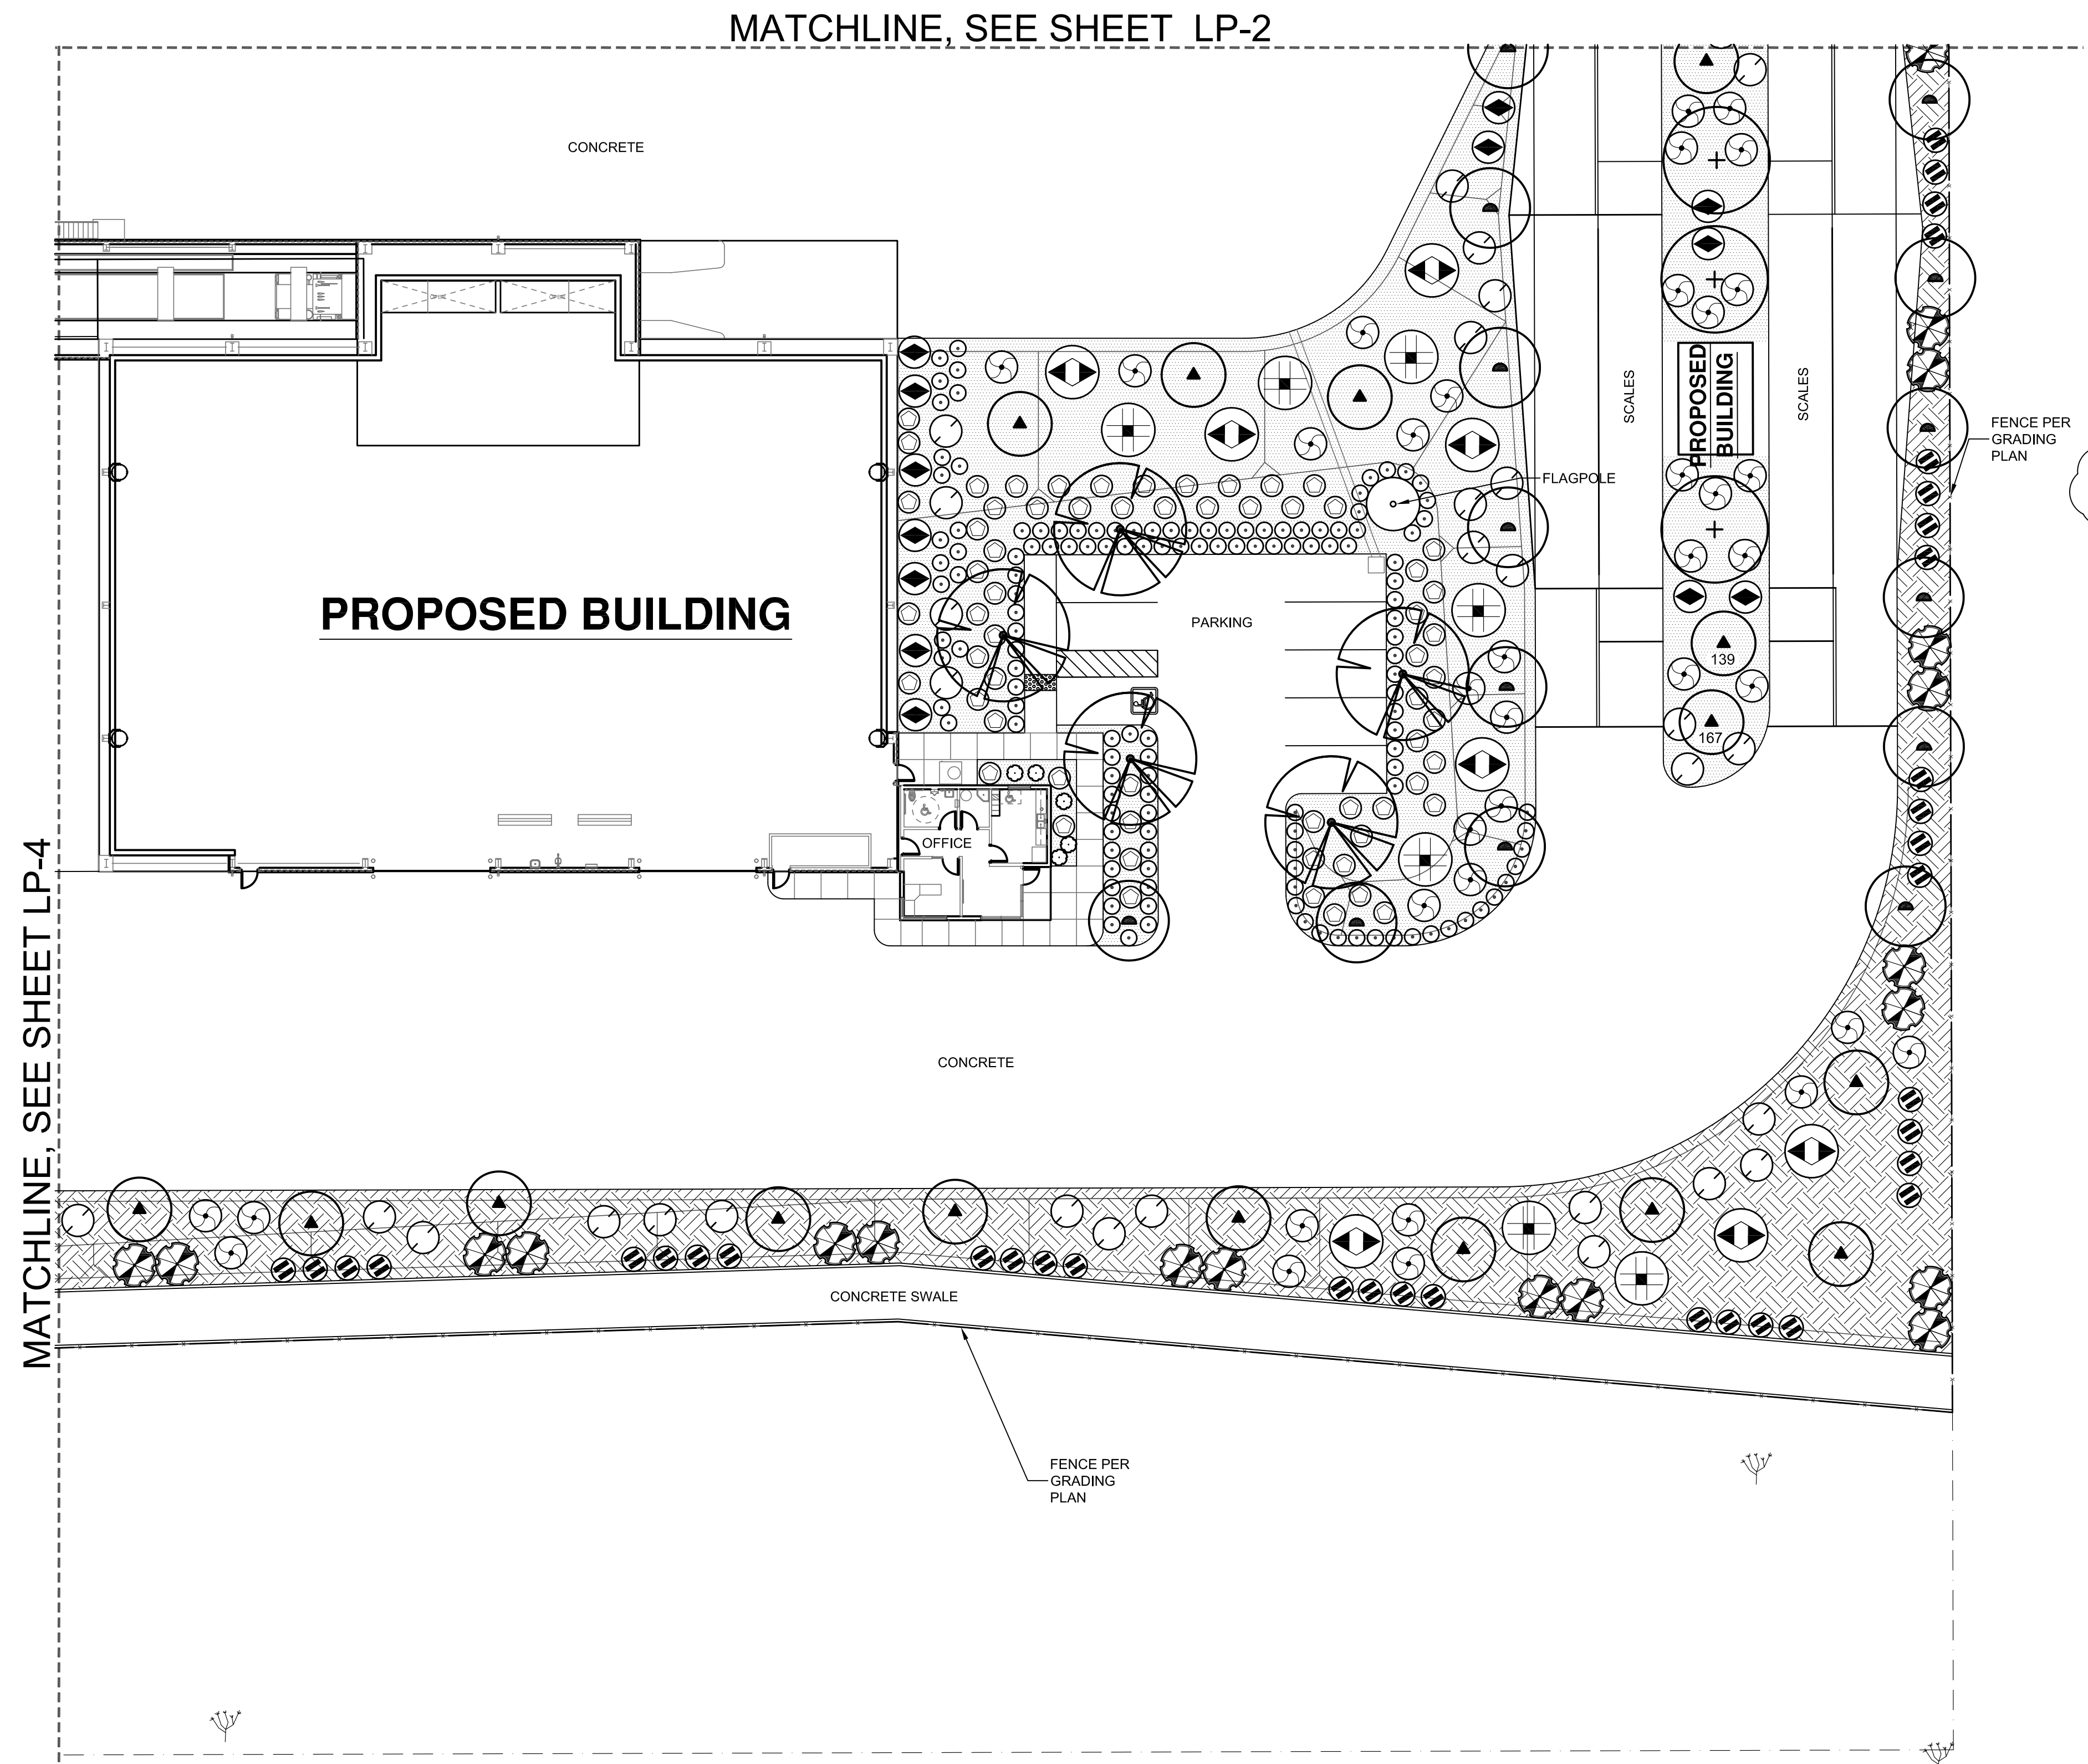 MATCHLINE, SEE SHEET LP-2
CONCRETE
PROPOSED
BUILDING
SCALES
SCALES
FENCE PER
GRADING
PLAN
FLAGPOLE
PROPOSED BUILDING
PARKING
139
167
OFFICE
MATCHLINE, SEE SHEET LP-4
CONCRETE
CONCRETE SWALE
FENCE PER
GRADING
PLAN